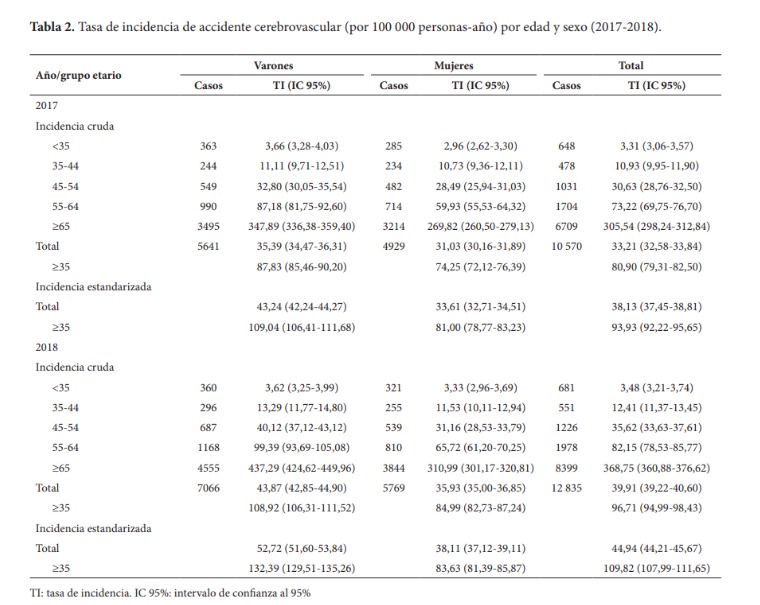 Tabla 2. Tasa de incidencia de accidente cerebrovascular (por 100 000 personas-año) por edad y sexo (2017-2018).
Año/grupo etario Varones Mujeres Total
Casos TI (IC 95%) Casos TI (IC 95%) Casos TI (IC 95%)
2017
Incidencia cruda
<35 363 3,66 (3,28-4,03) 285 2,96 (2,62-3,30) 648 3,31 (3,06-3,57)
35-44 244 11,11 (9,71-12,51) 234 10,73 (9,36-12,11) 478 10,93 (9,95-11,90)
45-54 549 32,80 (30,05-35,54) 482 28,49 (25,94-31,03) 1031 30,63 (28,76-32,50)
55-64 990 87,18 (81,75-92,60) 714 59,93 (55,53-64,32) 1704 73,22 (69,75-76,70)
≥65 3495 347,89 (336,38-359,40) 3214 269,82 (260,50-279,13) 6709 305,54 (298,24-312,84)
Total 5641 35,39 (34,47-36,31) 4929 31,03 (30,16-31,89) 10 570 33,21 (32,58-33,84)
≥35 87,83 (85,46-90,20) 74,25 (72,12-76,39) 80,90 (79,31-82,50)
Incidencia estandarizada
Total 43,24 (42,24-44,27) 33,61 (32,71-34,51) 38,13 (37,45-38,81)
≥35 109,04 (106,41-111,68) 81,00 (78,77-83,23) 93,93 (92,22-95,65)
2018
Incidencia cruda
<35 360 3,62 (3,25-3,99) 321 3,33 (2,96-3,69) 681 3,48 (3,21-3,74)
35-44 296 13,29 (11,77-14,80) 255 11,53 (10,11-12,94) 551 12,41 (11,37-13,45)
45-54 687 40,12 (37,12-43,12) 539 31,16 (28,53-33,79) 1226 35,62 (33,63-37,61)
55-64 1168 99,39 (93,69-105,08) 810 65,72 (61,20-70,25) 1978 82,15 (78,53-85,77)
≥65 4555 437,29 (424,62-449,96) 3844 310,99 (301,17-320,81) 8399 368,75 (360,88-376,62)
Total 7066 43,87 (42,85-44,90) 5769 35,93 (35,00-36,85) 12 835 39,91 (39,22-40,60)
≥35 108,92 (106,31-111,52) 84,99 (82,73-87,24) 96,71 (94,99-98,43)
Incidencia estandarizada
Total 52,72 (51,60-53,84) 38,11 (37,12-39,11) 44,94 (44,21-45,67)
≥35 132,39 (129,51-135,26) 83,63 (81,39-85,87) 109,82 (107,99-111,65)
TI: tasa de incidencia. IC 95%: intervalo de confianza al 95%